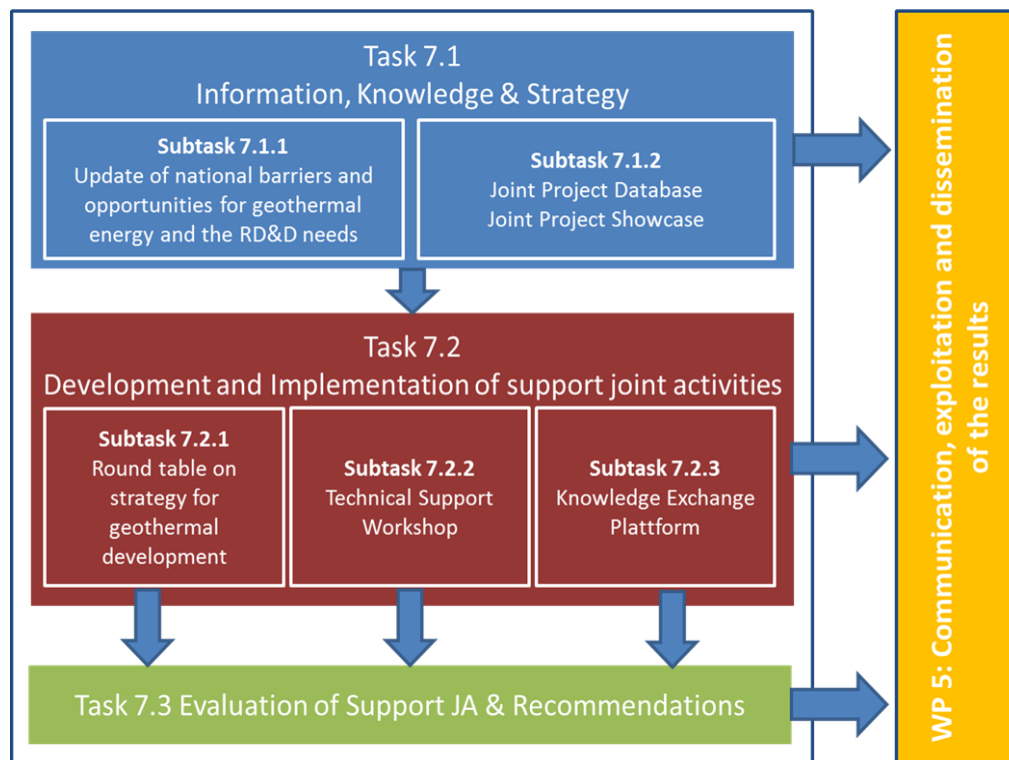 Task 7.1
Information, Knowledge & Strategy
Subtask 7.1.1
Update of national barriers and
opportunities for geothermal
energy and the RD&D needs
Subtask 7.1.2
Joint Project Database
Joint Project Showcase
Task 7.2
Development and Implementation of support joint activities
Subtask 7.2.1
Round table on
strategy for
geothermal
development
Subtask 7.2.2
Technical Support
Workshop
Subtask 7.2.3
Knowledge Exchange
Plattform
Task 7.3 Evaluation of Support JA & Recommendations
WP 5: Communication, exploitation and dissemination
of the results